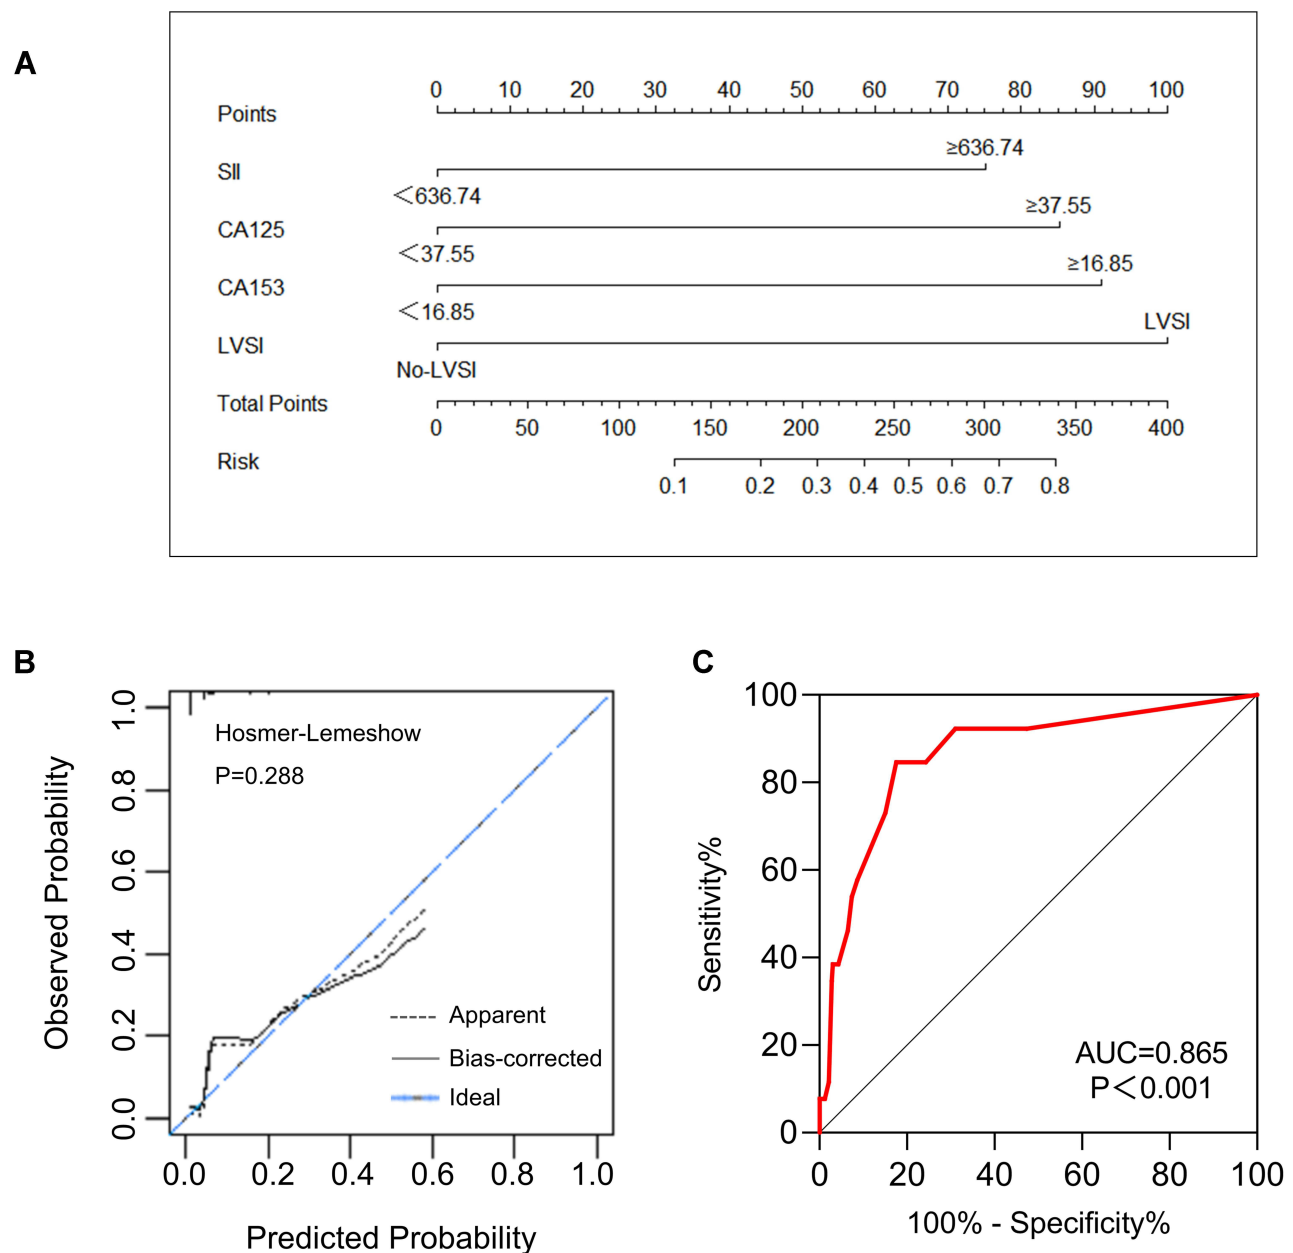 A
0 10 20 30 40 50 60 70 80 90 100
Points
≥636.74
SII
<636.74
≥37.55
CA125
<37.55
≥16.85
CA153
<16.85
LVSI
LVSI
No-LVSI
Total Points
0 50 100 150 200 250 300 350 400
Risk
0.1 0.2 0.3 0.4 0.5 0.6 0.7 0.8
B
Observed Probability
1.0
0.8
0.6
0.4
0.2
0.0
Hosmer-Lemeshow
P=0.288
Apparent
Bias-corrected
Ideal
0.0 0.2 0.4 0.6 0.8 1.0
Predicted Probability
C
Sensitivity%
100
80
60
40
20
0
AUC=0.865
P<0.001
0 20 40 60 80 100
100% - Specificity%